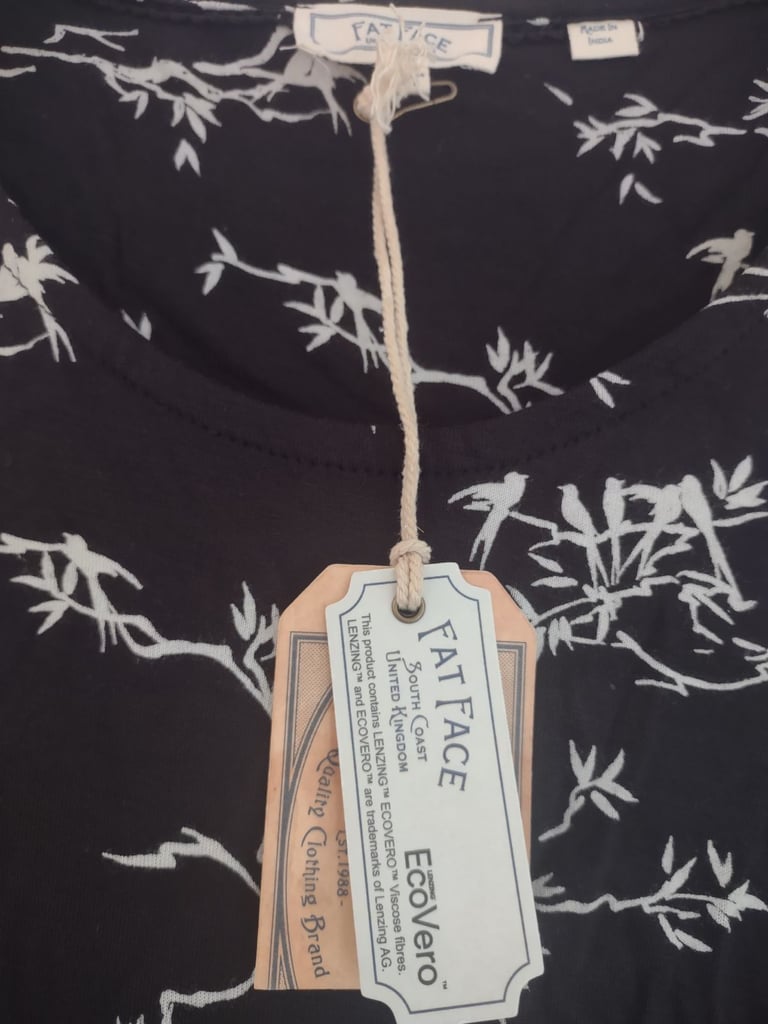 FAT FACE
MADE IN
INDIA
FAT FACE
SOUTH COAST
UNITED KINGDOM
LENZING
EcoVero™
This product contains LENZING™ ECOVERO™ Viscose fibres.
LENZING™ and ECOVERO™ are trademarks of Lenzing AG.
EST. 1988 -
Quality Clothing Brand